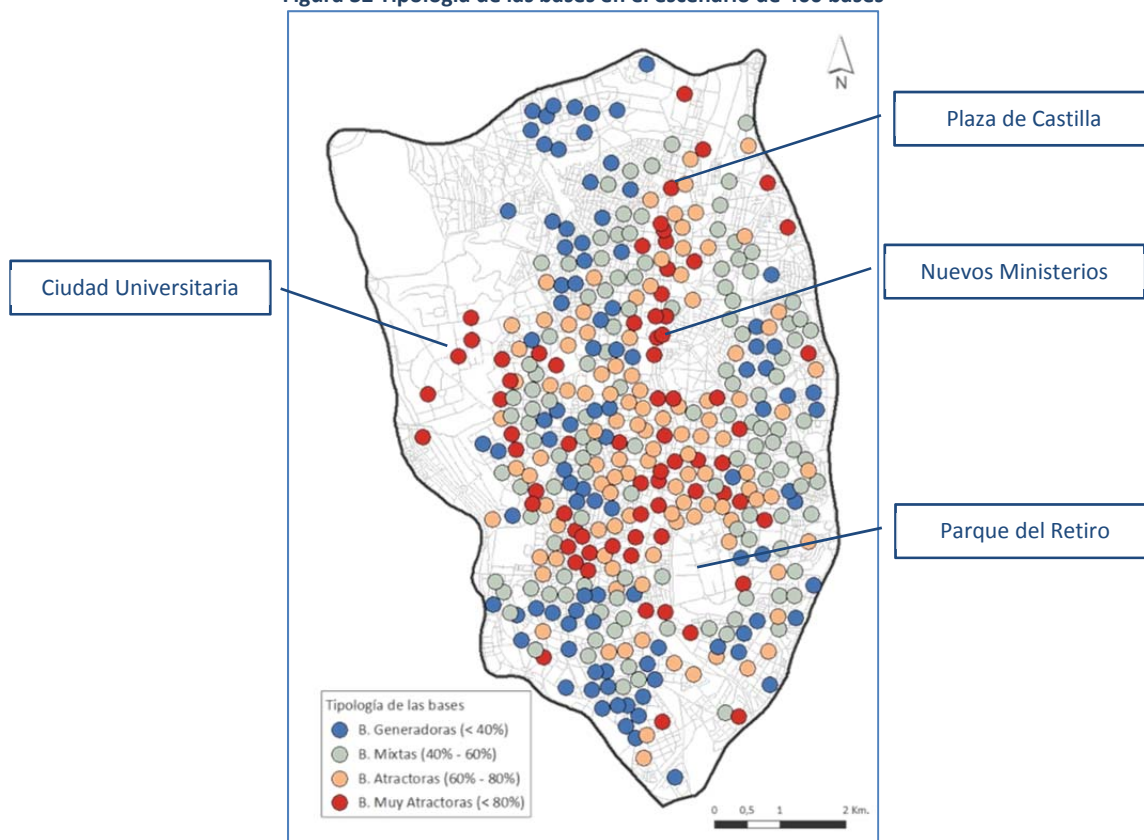 Figura 32 Tipología de las bases en el escenario de 400 bases
N
Plaza de Castilla
Nuevos Ministerios
Ciudad Universitaria
Parque del Retiro
Tipología de las bases
B. Generadoras (< 40%)
B. Mixtas (40% - 60%)
B. Atractoras (60% - 80%)
B. Muy Atractoras (< 80%)
0 0,5 1 2 Km.